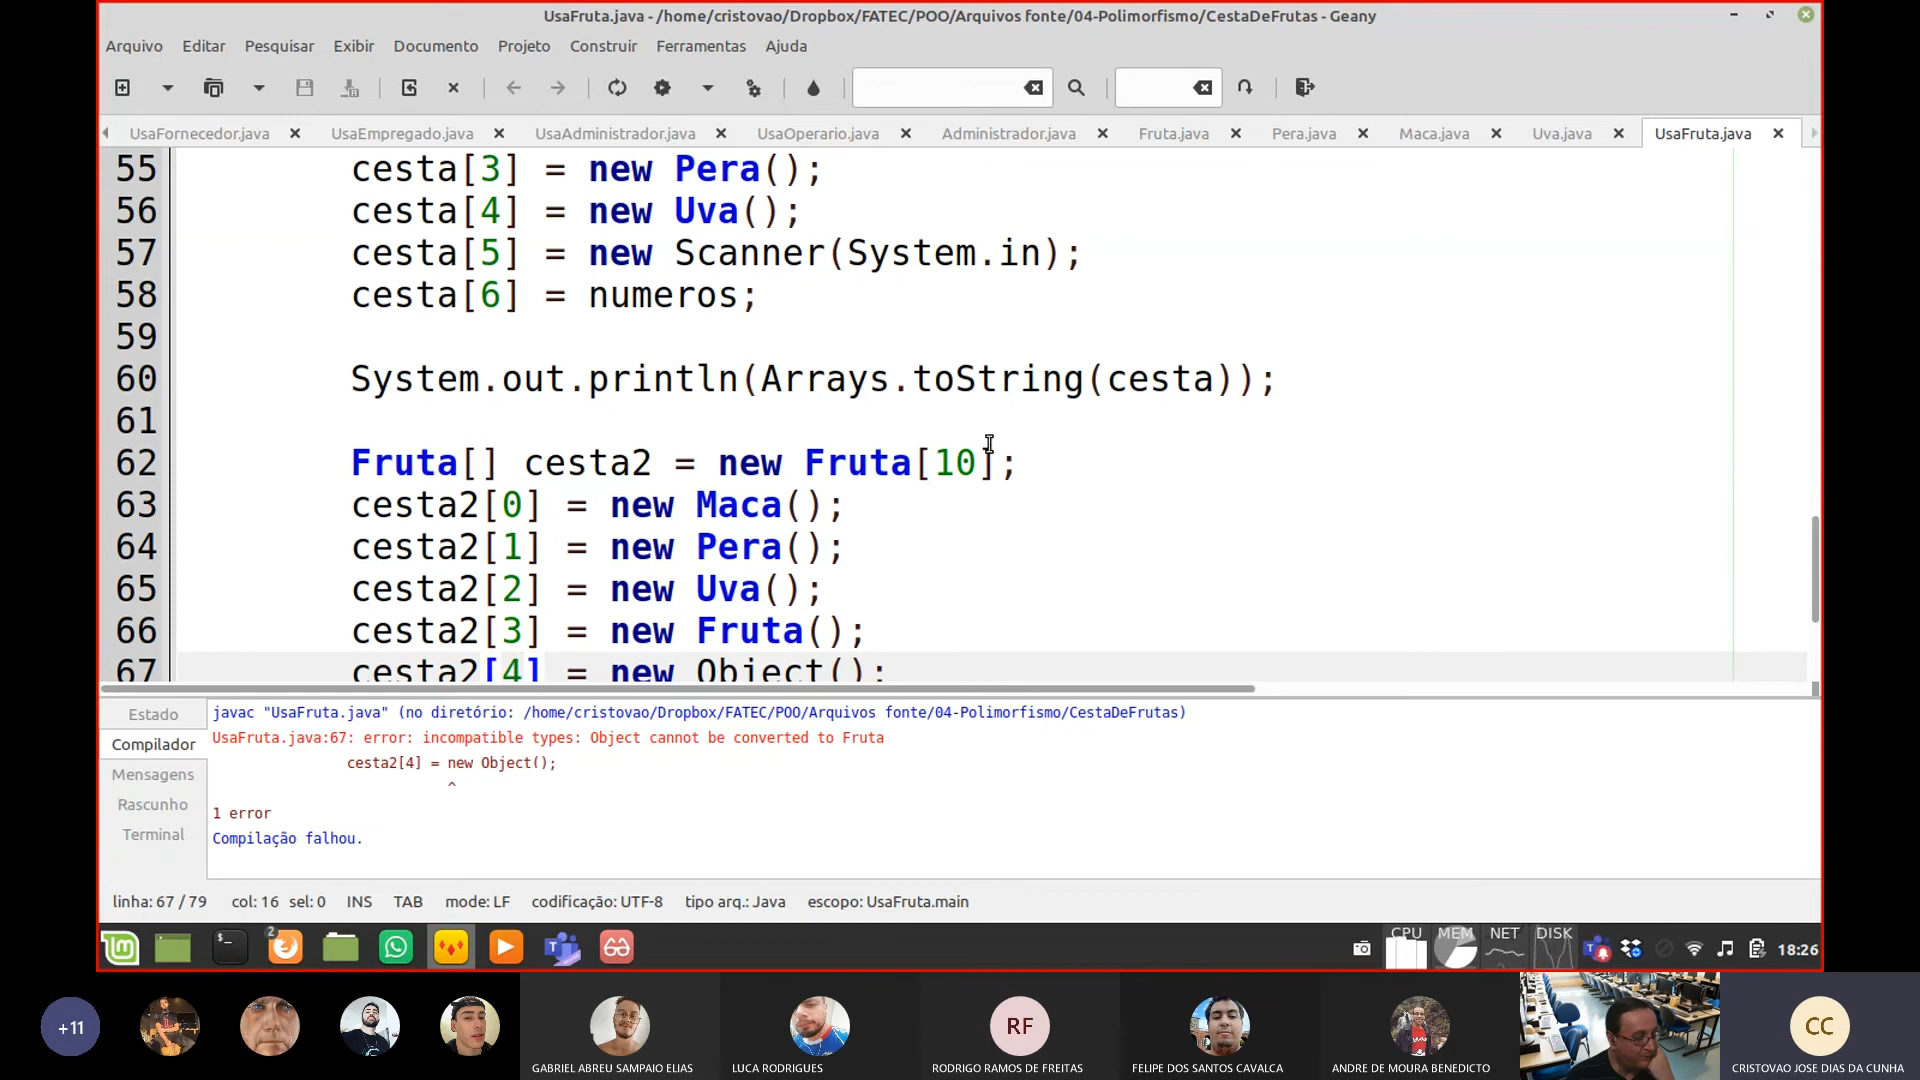 UsaFruta.java - /home/cristovao/Dropbox/FATEC/POO/Arquivos fonte/04-Polimorfismo/CestaDeFrutas - Geany
Arquivo Editar Pesquisar Exibir Documento Projeto Construir Ferramentas Ajuda
UsaFornecedor.java UsaEmpregado.java UsaAdministrador.java UsaOperario.java Administrador.java Fruta.java Pera.java Maca.java Uva.java UsaFruta.java
55 cesta[3] = new Pera();
56 cesta[4] = new Uva();
57 cesta[5] = new Scanner(System.in);
58 cesta[6] = numeros;
59
60 System.out.println(Arrays.toString(cesta));
61
62 Fruta[] cesta2 = new Fruta[10];
63 cesta2[0] = new Maca();
64 cesta2[1] = new Pera();
65 cesta2[2] = new Uva();
66 cesta2[3] = new Fruta();
67 cesta2[4] = new Object();
Estado
Compilador
Mensagens
Rascunho
Terminal
javac "UsaFruta.java" (no diretório: /home/cristovao/Dropbox/FATEC/POO/Arquivos fonte/04-Polimorfismo/CestaDeFrutas)
UsaFruta.java:67: error: incompatible types: Object cannot be converted to Fruta
cesta2[4] = new Object();
^
1 error
Compilação falhou.
linha: 67 / 79 col: 16 sel: 0 INS TAB mode: LF codificação: UTF-8 tipo arq.: Java escopo: UsaFruta.main
2
CPU MEM NET DISK 18:26
+11
RF
CC
GABRIEL ABREU SAMPAIO ELIAS LUCA RODRIGUES RODRIGO RAMOS DE FREITAS FELIPE DOS SANTOS CAVALCA ANDRE DE MOURA BENEDICTO CRISTOVAO JOSE DIAS DA CUNHA